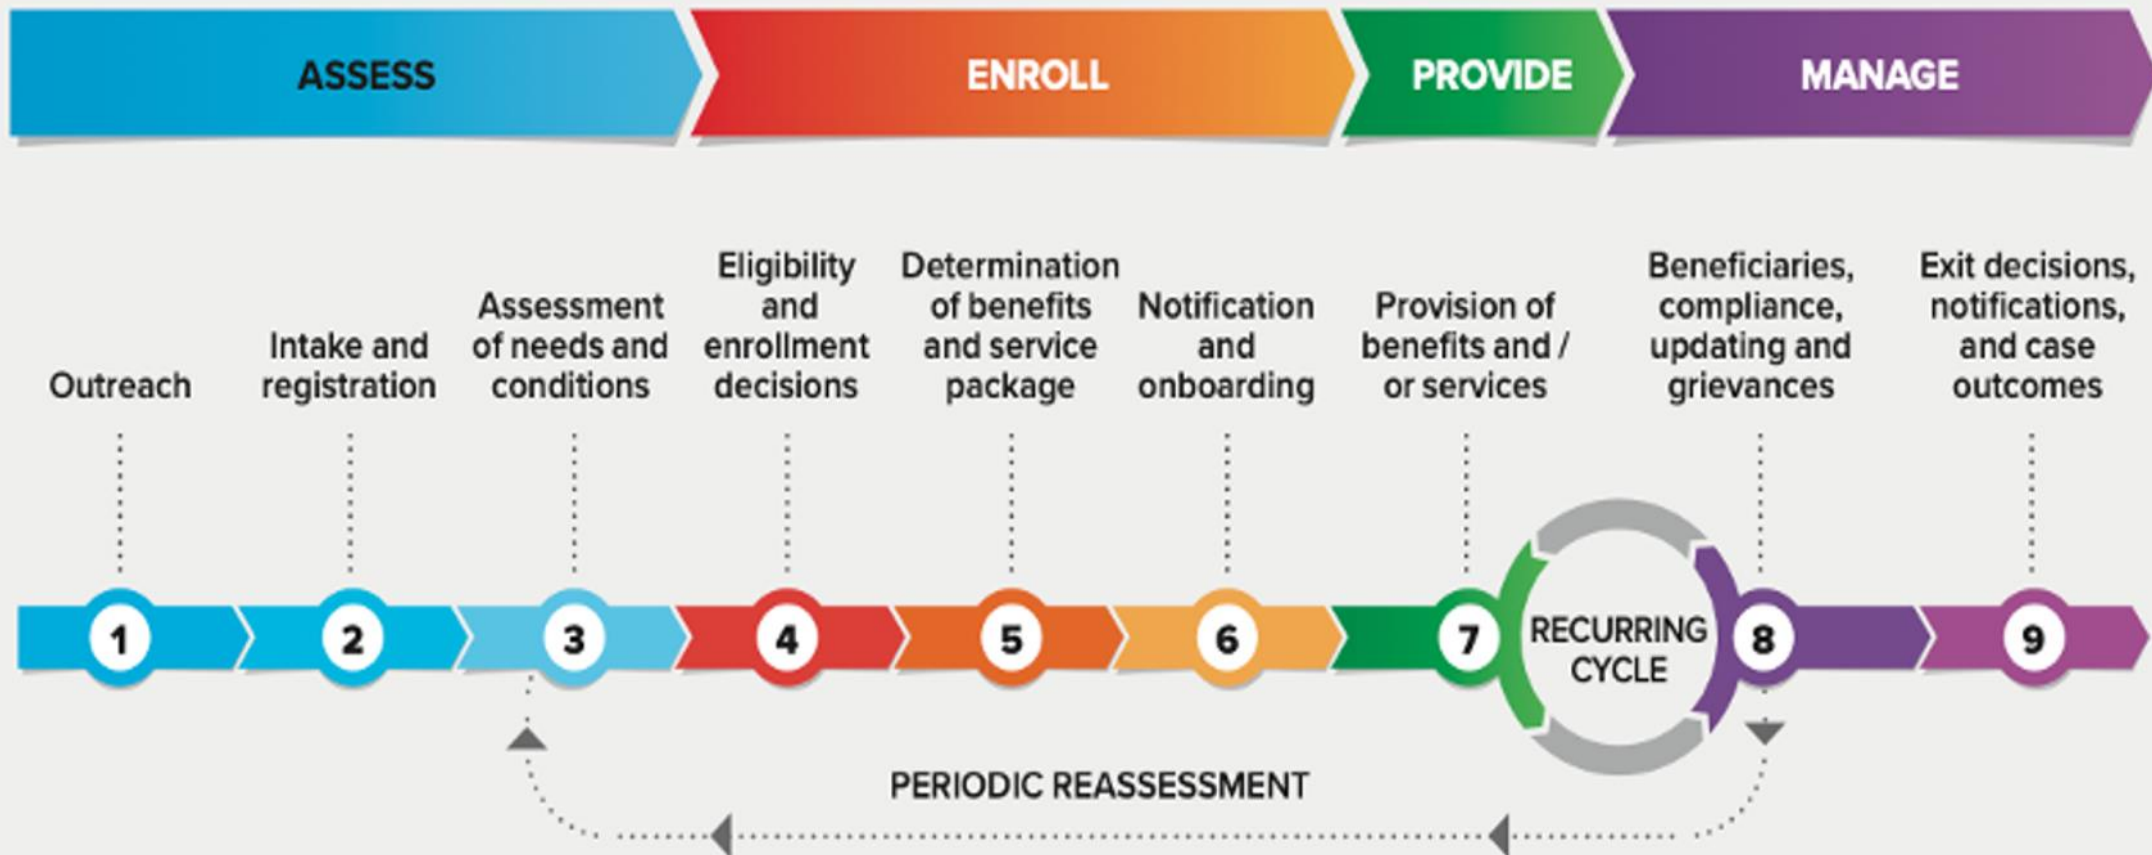 ASSESS
ENROLL
PROVIDE
MANAGE
Outreach
Intake and
registration
Assessment
of needs and
conditions
Eligibility
and
enrollment
decisions
Determination
of benefits
and service
package
Notification
and
onboarding
Provision of
benefits and /
or services
Beneficiaries,
compliance,
updating and
grievances
Exit decisions,
notifications,
and case
outcomes
1
2
3
4
5
6
7
RECURRING
CYCLE
8
9
PERIODIC REASSESSMENT